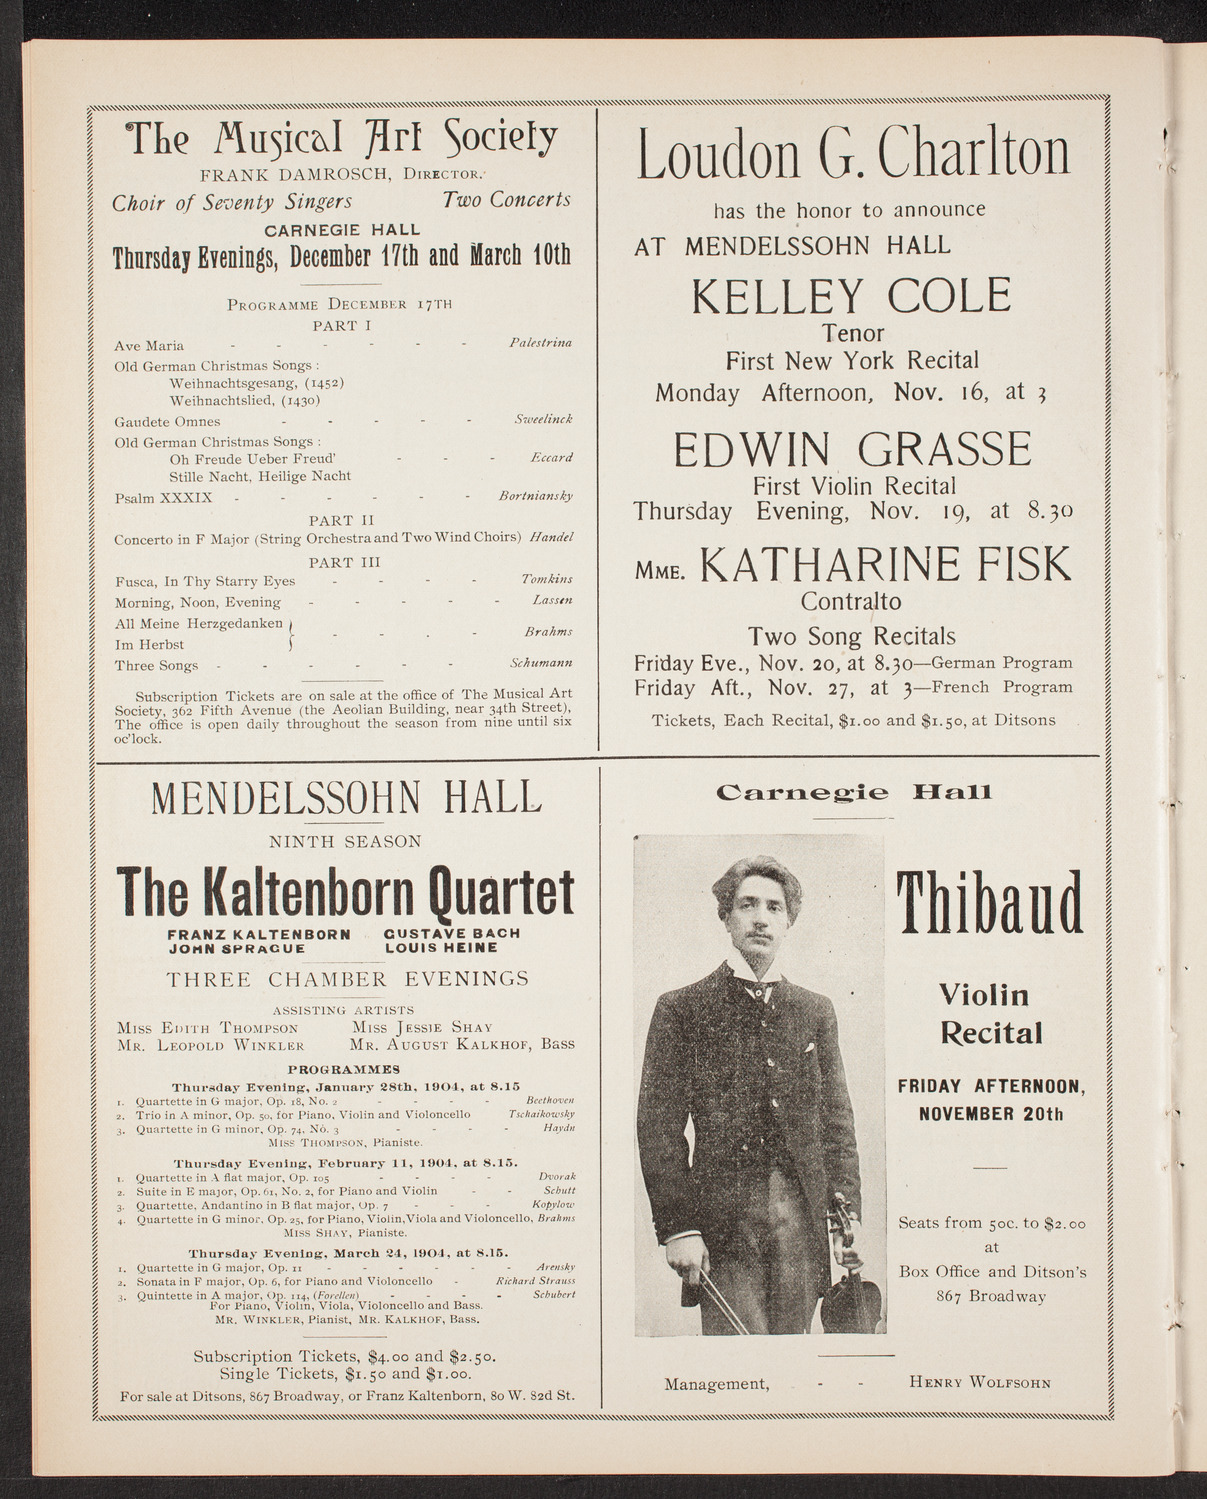 The Musical Art Society
FRANK DAMROSCH, DIRECTOR.
Choir of Seventy Singers Two Concerts
CARNEGIE HALL
Thursday Evenings, December 17th and March 10th
PROGRAMME DECEMBER 17TH
PART I
Ave Maria - - - - - - Palestrina
Old German Christmas Songs :
Weihnachtsgesang, (1452)
Weihnachtslied, (1430)
Gaudete Omnes - - - - - Sweelinck
Old German Christmas Songs :
Oh Freude Ueber Freud' - - - Eccard
Stille Nacht, Heilige Nacht
Psalm XXXIX - - - - - - Bortniansky
PART II
Concerto in F Major (String Orchestra and Two Wind Choirs) Handel
PART III
Fusca, In Thy Starry Eyes - - - - Tomkins
Morning, Noon, Evening - - - - - Lassen
All Meine Herzgedanken }
Im Herbst } - - - - Brahms
Three Songs - - - - - - Schumann
Subscription Tickets are on sale at the office of The Musical Art
Society, 362 Fifth Avenue (the Aeolian Building, near 34th Street),
The office is open daily throughout the season from nine until six
oc'lock.
Loudon G. Charlton
has the honor to announce
AT MENDELSSOHN HALL
KELLEY COLE
Tenor
First New York Recital
Monday Afternoon, Nov. 16, at 3
EDWIN GRASSE
First Violin Recital
Thursday Evening, Nov. 19, at 8.30
MME. KATHARINE FISK
Contralto
Two Song Recitals
Friday Eve., Nov. 20, at 8.30—German Program
Friday Aft., Nov. 27, at 3—French Program
Tickets, Each Recital, $1.00 and $1.50, at Ditsons
MENDELSSOHN HALL
NINTH SEASON
The Kaltenborn Quartet
FRANZ KALTENBORN GUSTAVE BACH
JOHN SPRAGUE LOUIS HEINE
THREE CHAMBER EVENINGS
ASSISTING ARTISTS
MISS EDITH THOMPSON MISS JESSIE SHAY
MR. LEOPOLD WINKLER MR. AUGUST KALKHOF, BASS
PROGRAMMES
Thursday Evening, January 28th, 1904, at 8.15
1. Quartette in G major, Op. 18, No. 2 - - - - Beethoven
2. Trio in A minor, Op. 50, for Piano, Violin and Violoncello Tschaikowsky
3. Quartette in G minor, Op. 74, No. 3 - - - - Haydn
MISS THOMPSON, Pianiste.
Thursday Evening, February 11, 1904, at 8.15.
1. Quartette in A flat major, Op. 105 - - - - Dvorak
2. Suite in E major, Op. 61, No. 2, for Piano and Violin - - Schutt
3. Quartette, Andantino in B flat major, Op. 7 - - - Kopylow
4. Quartette in G minor, Op. 25, for Piano, Violin, Viola and Violoncello, Brahms
MISS SHAY, Pianiste.
Thursday Evening, March 24, 1904, at 8.15.
1. Quartette in G major, Op. 11 - - - - - - Arensky
2. Sonata in F major, Op. 6, for Piano and Violoncello - Richard Strauss
3. Quintette in A major, Op. 114, (Forellen) - - - - Schubert
For Piano, Violin, Viola, Violoncello and Bass.
MR. WINKLER, Pianist, MR. KALKHOF, Bass.
Subscription Tickets, $4.00 and $2.50.
Single Tickets, $1.50 and $1.00.
For sale at Ditsons, 867 Broadway, or Franz Kaltenborn, 80 W. 82d St.
Carnegie Hall
Thibaud
Violin
Recital
FRIDAY AFTERNOON,
NOVEMBER 20th
Seats from 50c. to $2.00
at
Box Office and Ditson's
867 Broadway
Management, - - HENRY WOLFSOHN